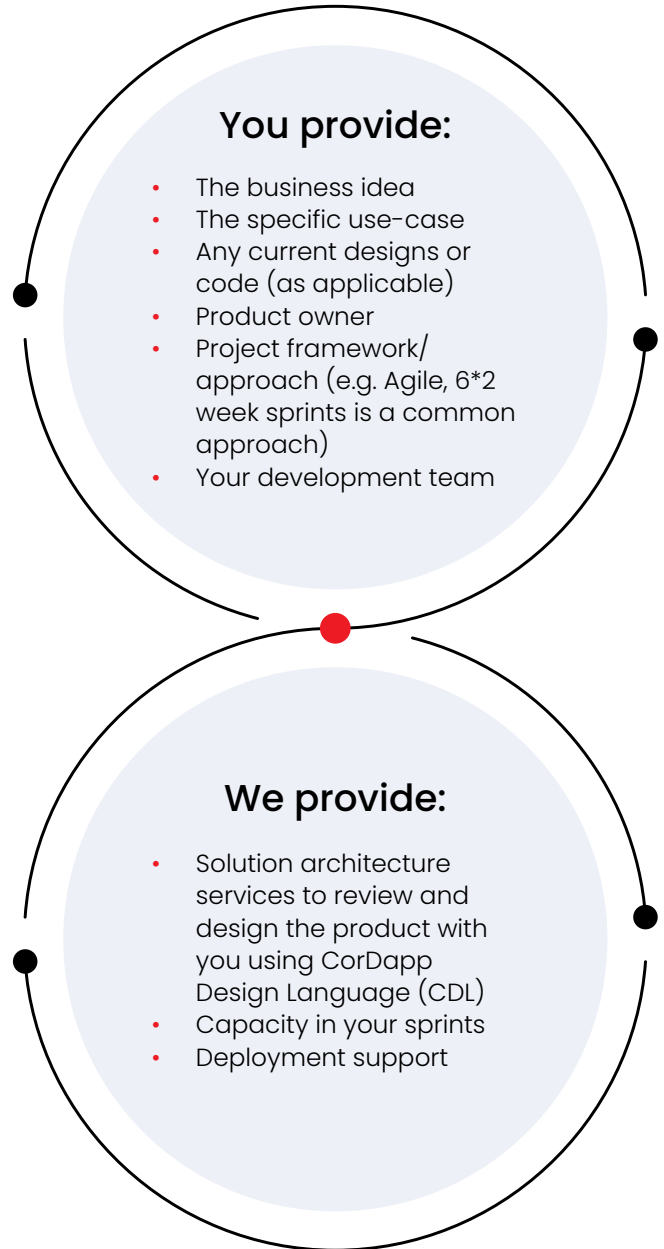 You provide:
• The business idea
• The specific use-case
• Any current designs or
code (as applicable)
• Product owner
• Project framework/
approach (e.g. Agile, 6*2
week sprints is a common
approach)
• Your development team
We provide:
• Solution architecture
services to review and
design the product with
you using CorDapp
Design Language (CDL)
• Capacity in your sprints
• Deployment support